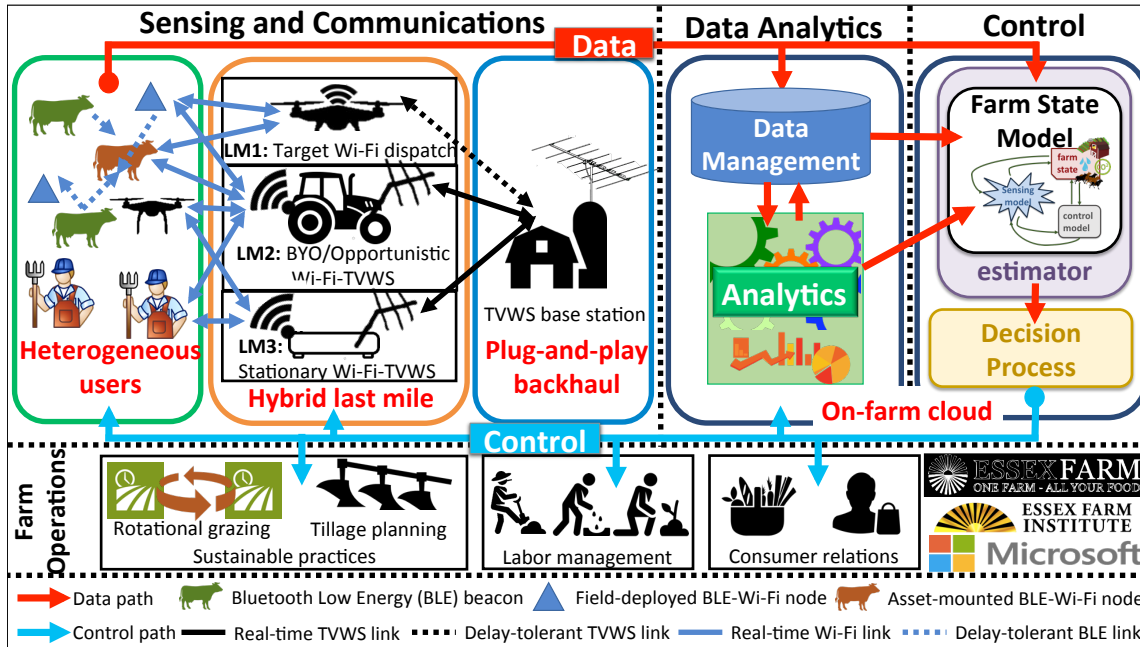 Sensing and Communications
Data Analytics
Control
Data
LM1: Target Wi-Fi dispatch
LM2: BYO/Opportunistic
Wi-Fi-TVWS
LM3:
Stationary Wi-Fi-TVWS
Heterogeneous
users
Hybrid last mile
TVWS base station
Plug-and-play
backhaul
Data
Management
Analytics
On-farm cloud
Farm State
Model
farm
state
Sensing
model
control
model
estimator
Decision
Process
Control
Farm
Operations
Rotational grazing
Tillage planning
Sustainable practices
Labor management
Consumer relations
ESSEX FARM
ONE FARM - ALL YOUR FOOD
ESSEX FARM
INSTITUTE
Microsoft
Data path
Bluetooth Low Energy (BLE) beacon
Field-deployed BLE-Wi-Fi node
Asset-mounted BLE-Wi-Fi node
Control path
Real-time TVWS link
Delay-tolerant TVWS link
Real-time Wi-Fi link
Delay-tolerant BLE link